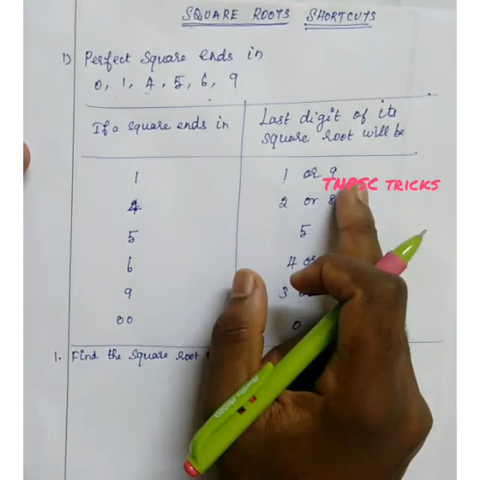 SQUARE ROOTS SHORTCUTS
1) Perfect Square ends in
0, 1, 4, 5, 6, 9
If a square ends in
Last digit of its
square root will be
1 1 or 9
TNPSC TRICKS
4 2 or 8
5 5
6 4 or
9 3
00 0
1. Find the square root